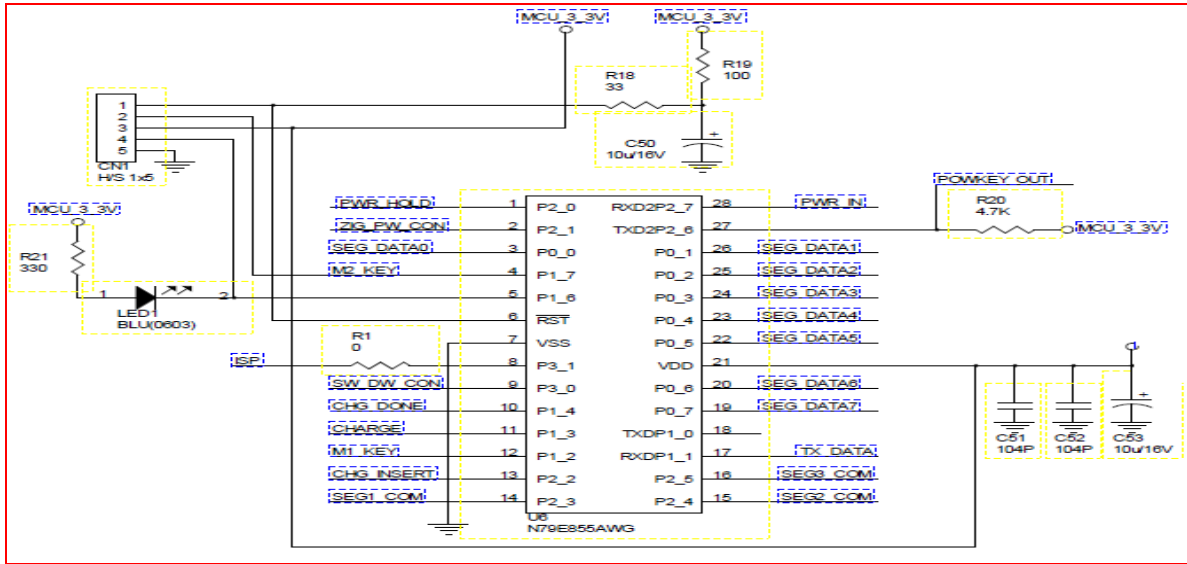 MCU_3_3V
MCU_3_3V
R19
100
R18
33
C50
10u/16V
+
1
2
3
4
5
CN1
H/S 1x5
MCU_3_3V
R21
330
1
2
LED1
BLU(0603)
POWKEY_OUT
R20
4.7K
MCU_3_3V
PWR_HOLD 1 P2_0 RXD2P2_7 28 PWR_IN
ZIG_PW_CON 2 P2_1 TXD2P2_6 27
SEG_DATA0 3 P0_0 P0_1 26 SEG_DATA1
M2_KEY 4 P1_7 P0_2 25 SEG_DATA2
5 P1_6 P0_3 24 SEG_DATA3
6 RST P0_4 23 SEG_DATA4
7 VSS P0_5 22 SEG_DATA5
R1
0
ISP 8 P3_1 VDD 21
SW_DW_CON 9 P3_0 P0_6 20 SEG_DATA6
CHG_DONE 10 P1_4 P0_7 19 SEG_DATA7
CHARGE 11 P1_3 TXDP1_0 18
M1_KEY 12 P1_2 RXDP1_1 17 TX_DATA
CHG_INSERT 13 P2_2 P2_5 16 SEG3_COM
SEG1_COM 14 P2_3 P2_4 15 SEG2_COM
U6
N79E855AWG
+
C51
104P
C52
104P
C53
10u/16V